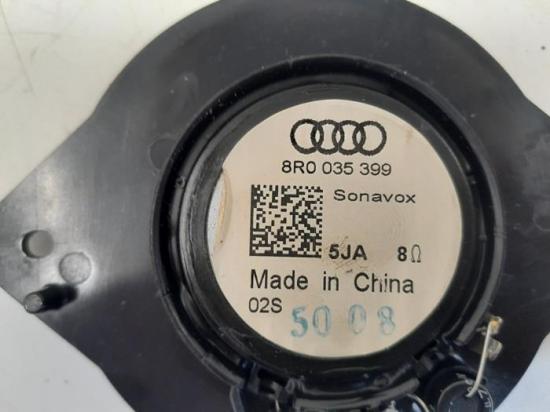 8R0 035 399
Sonavox
5JA 8Ω
Made in China
02S
5008